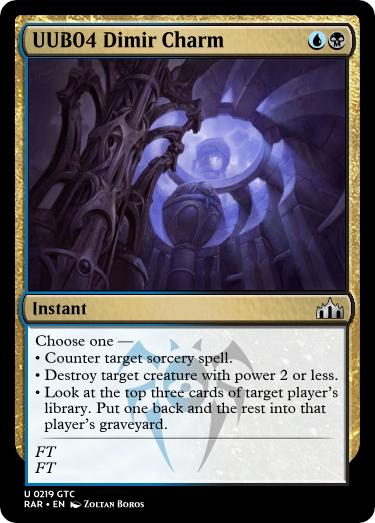 UUB04 Dimir Charm
Instant
Choose one —
• Counter target sorcery spell.
• Destroy target creature with power 2 or less.
• Look at the top three cards of target player's
library. Put one back and the rest into that
player's graveyard.
FT
FT
U 0219 GTC
RAR • EN Zoltan Boros